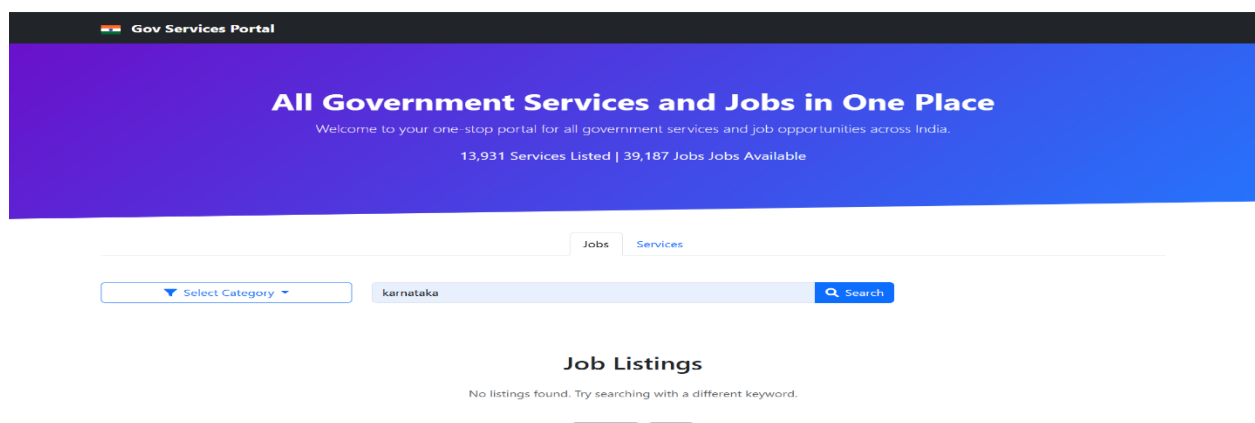 Gov Services Portal
All Government Services and Jobs in One Place
Welcome to your one-stop portal for all government services and job opportunities across India.
13,931 Services Listed | 39,187 Jobs Jobs Available
Jobs Services
Select Category karnataka Search
Job Listings
No listings found. Try searching with a different keyword.